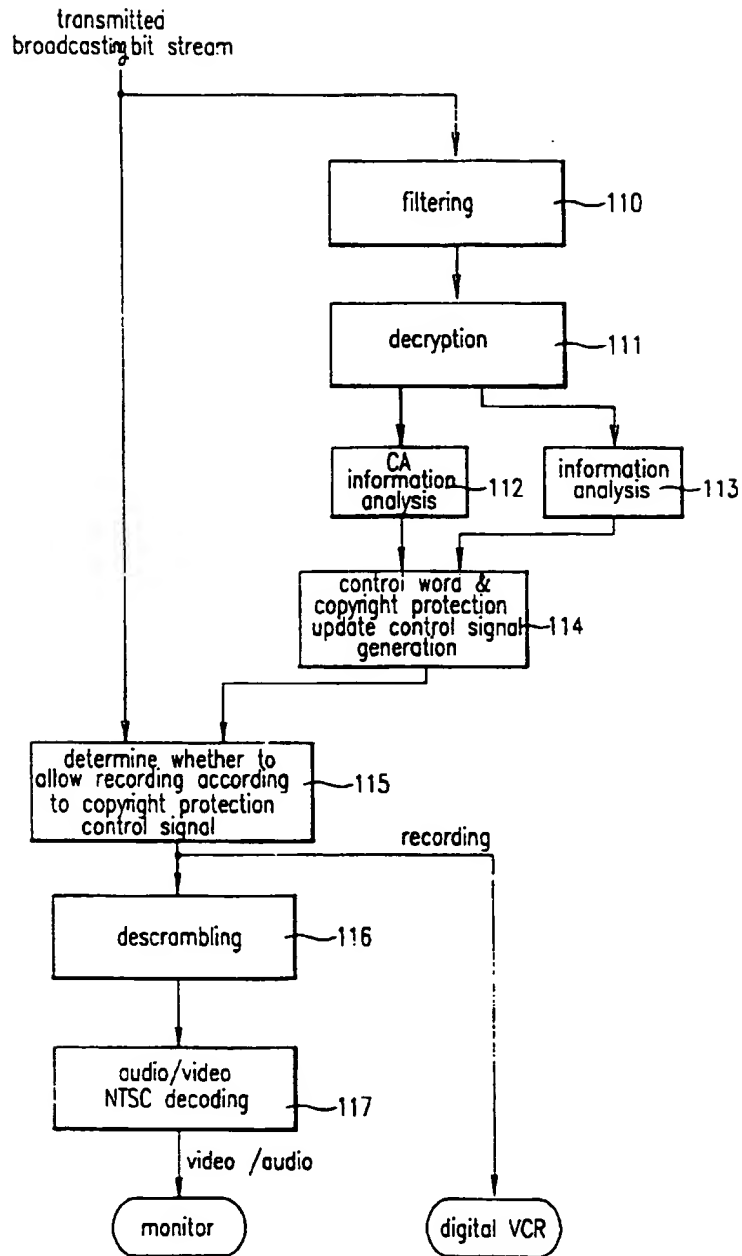 transmitted
broadcasting bit stream
filtering
110
decryption
111
CA
information
analysis
112
information
analysis
113
control word &
copyright protection
update control signal
generation
114
determine whether to
allow recording according
to copyright protection
control signal
115
recording
descrambling
116
audio/video
NTSC decoding
117
video /audio
monitor
digital VCR